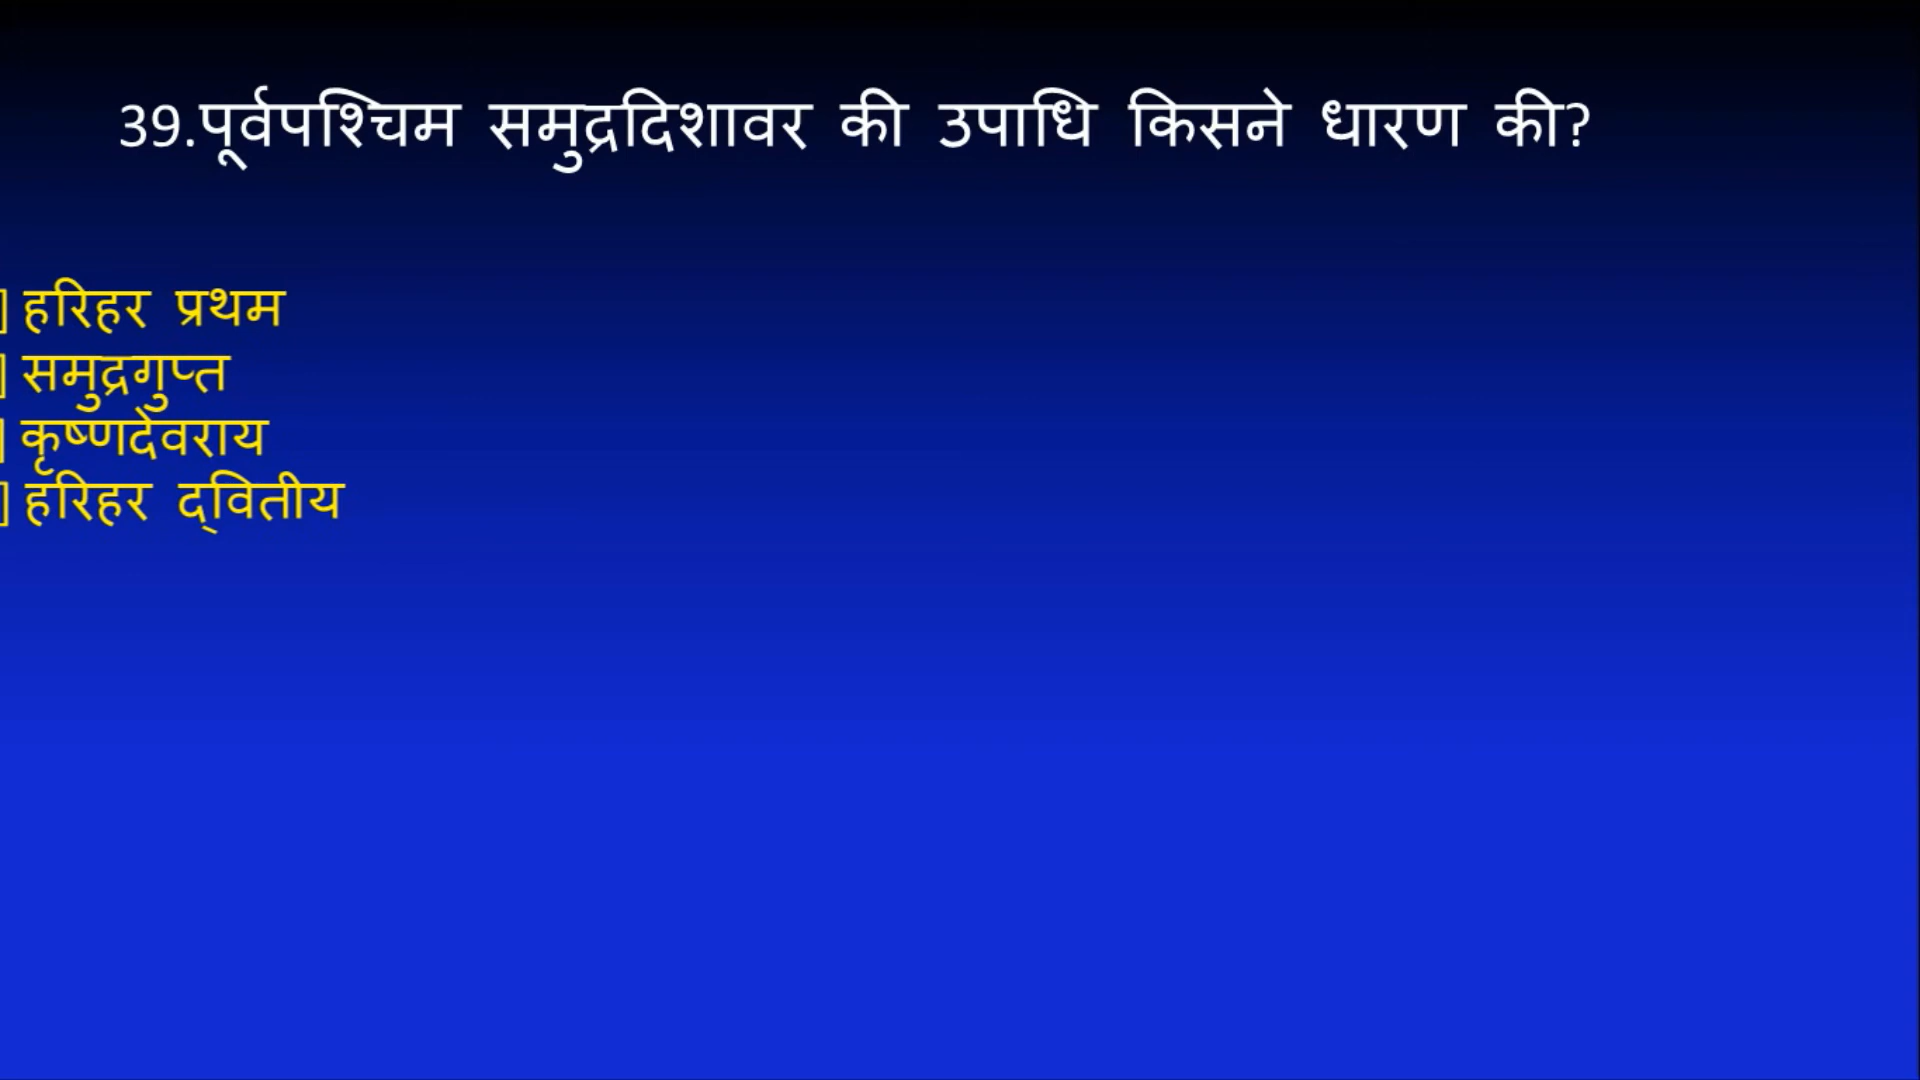 39.पूर्वपश्चिम समुद्रदिशावर की उपाधि किसने धारण की?
हरिहर प्रथम
समुद्रगुप्त
कृष्णदेवराय
हरिहर द्वितीय